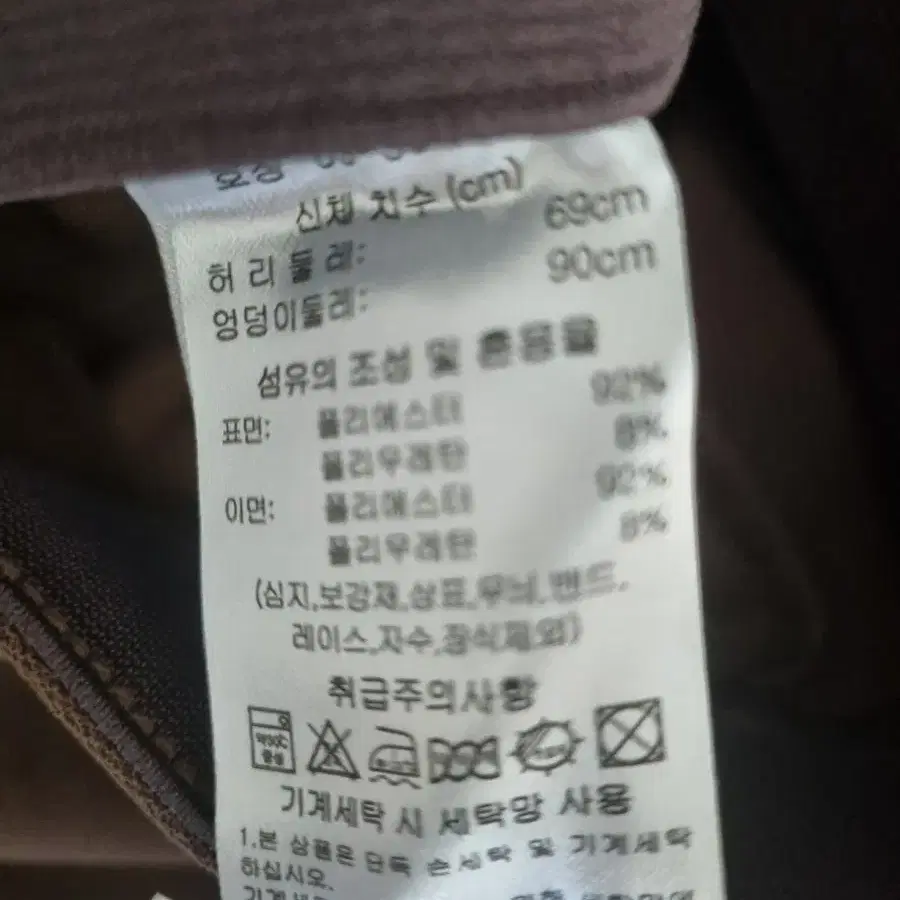 신체 치수 (cm)
허 리 둘 레: 69cm
엉덩이둘레: 90cm
섬유의 조성 및 혼용율
표면: 폴리에스터 92%
폴리우레탄 8%
이면: 폴리에스터 92%
폴리우레탄 8%
(심지,보강재,상표,무늬,밴드,
레이스,자수,장식제외)
취급주의사항
기계세탁 시 세탁망 사용
1.본 상품은 단독 손세탁 및 기계세탁
하십시오.